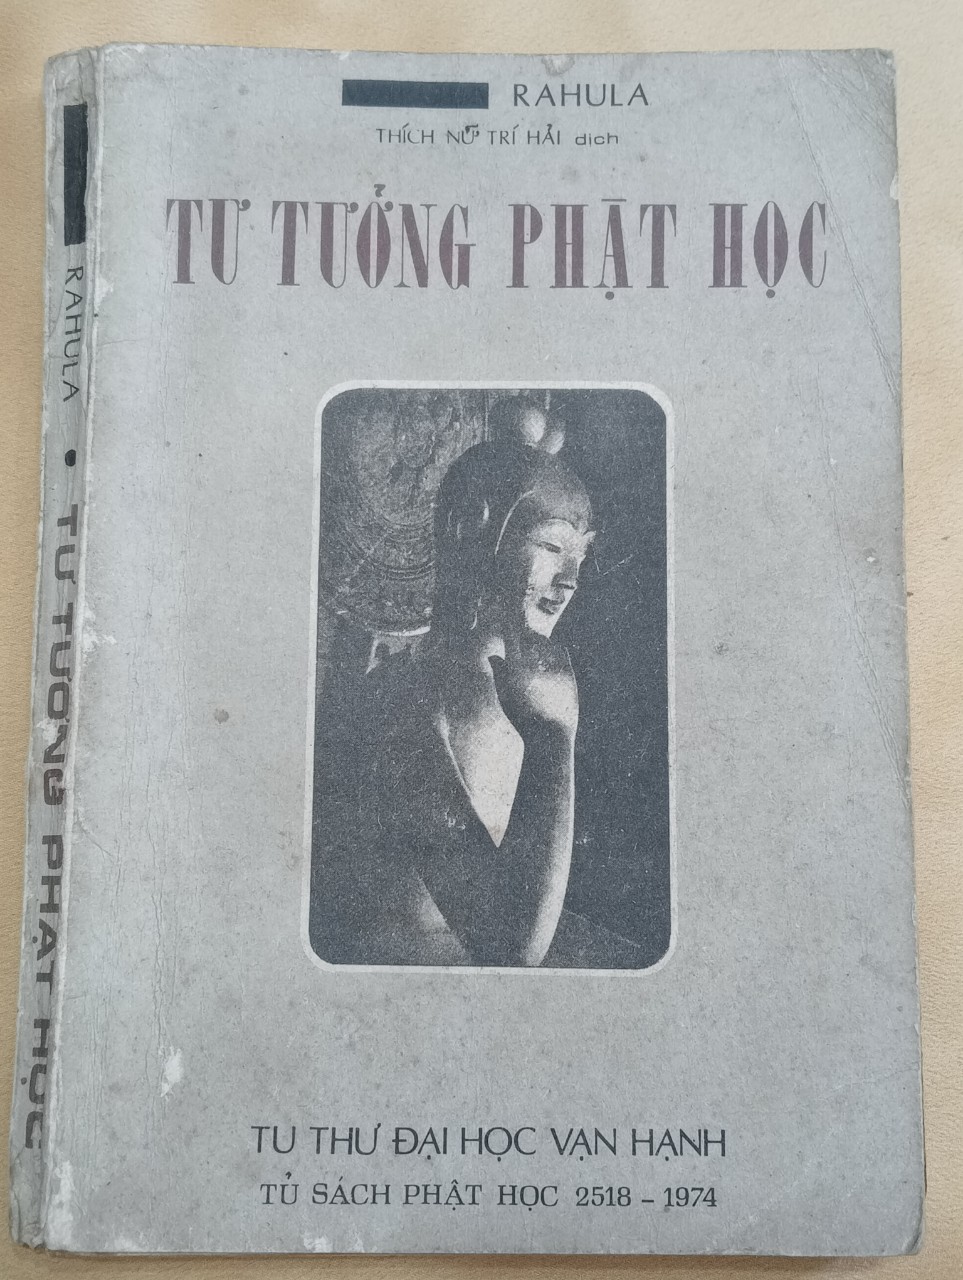 RAHULA
THÍCH NỮ TRÍ HẢI dịch
TƯ TƯỞNG PHẬT HỌC
TU THƯ ĐẠI HỌC VẠN HẠNH
TỦ SÁCH PHẬT HỌC 2518 – 1974
RAHULA • TƯ TƯỞNG PHẬT HỌC